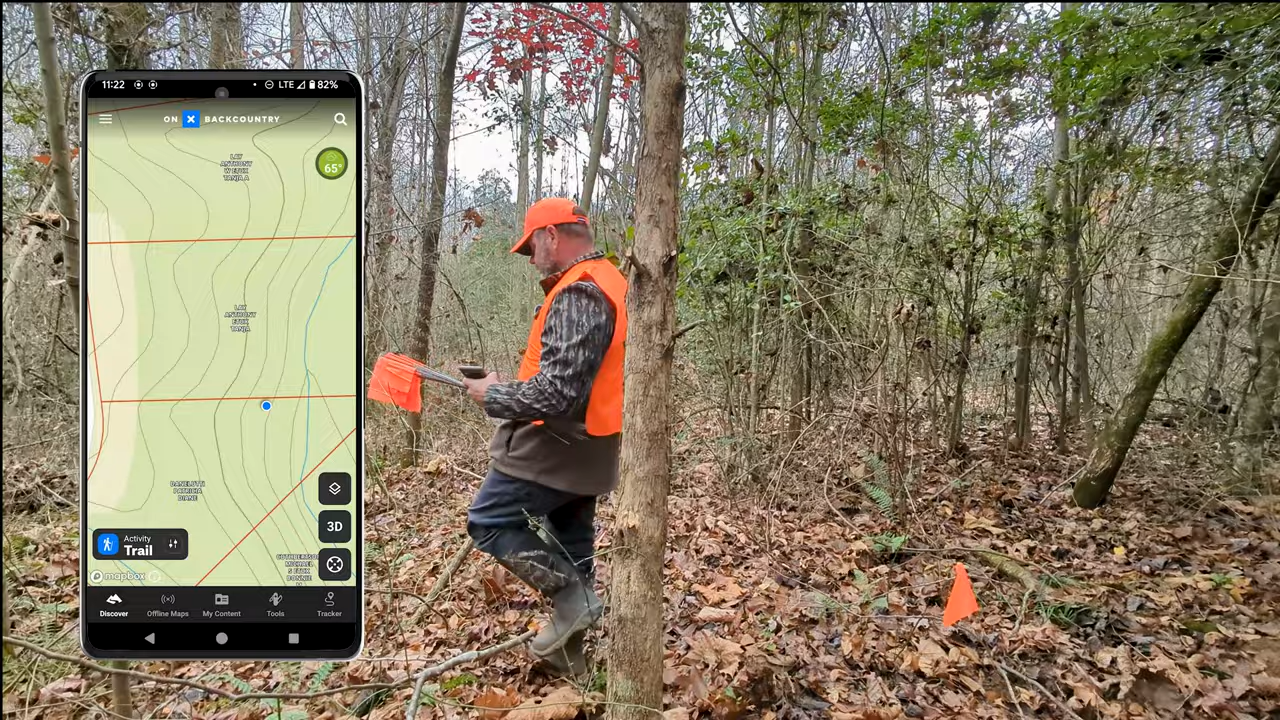 11:22
LTE 82%
ON X BACKCOUNTRY
LAY
ANTHONY
W ETUX
TANJA A
65°
LAY
ANTHONY
ETUX
TANJA
DANELUTTI
PATRICIA
DIANE
3D
Activity
Trail
CUTHBERTSON
MICHAEL
S ETUX
BONNIE
mapbox
Discover
Offline Maps
My Content
Tools
Tracker